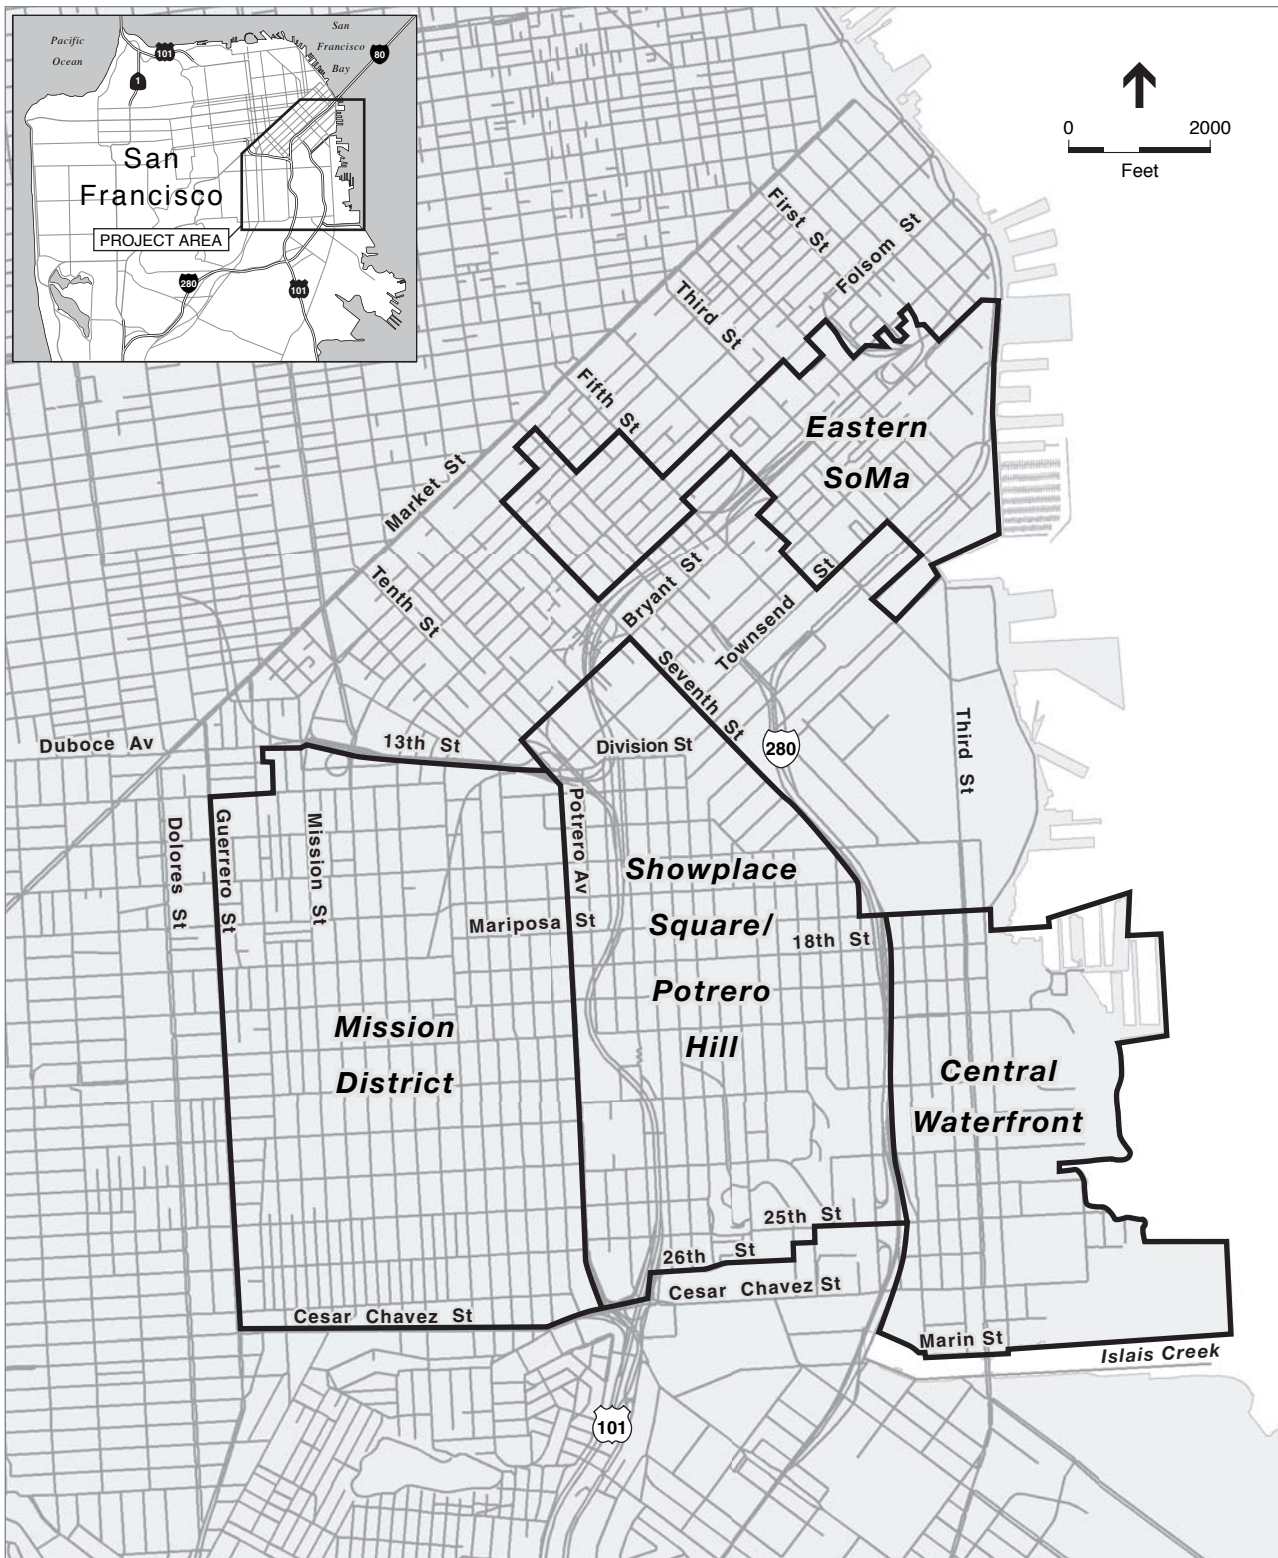 Pacific
Ocean
San
Francisco
Bay
101
80
1
San
Francisco
PROJECT AREA
280
101
0 2000
Feet
First St
Folsom St
Third St
Fifth St
Eastern
SoMa
Market St
Tenth St
Bryant St
Townsend St
Seventh St
Duboce Av
13th St
Division St
280
Third St
Dolores St
Guerrero St
Mission St
Potrero Av
Showplace
Square/
Potrero
Hill
Mariposa St
18th St
Mission
District
Central
Waterfront
25th St
26th St
Cesar Chavez St
Cesar Chavez St
Marin St
Islais Creek
101